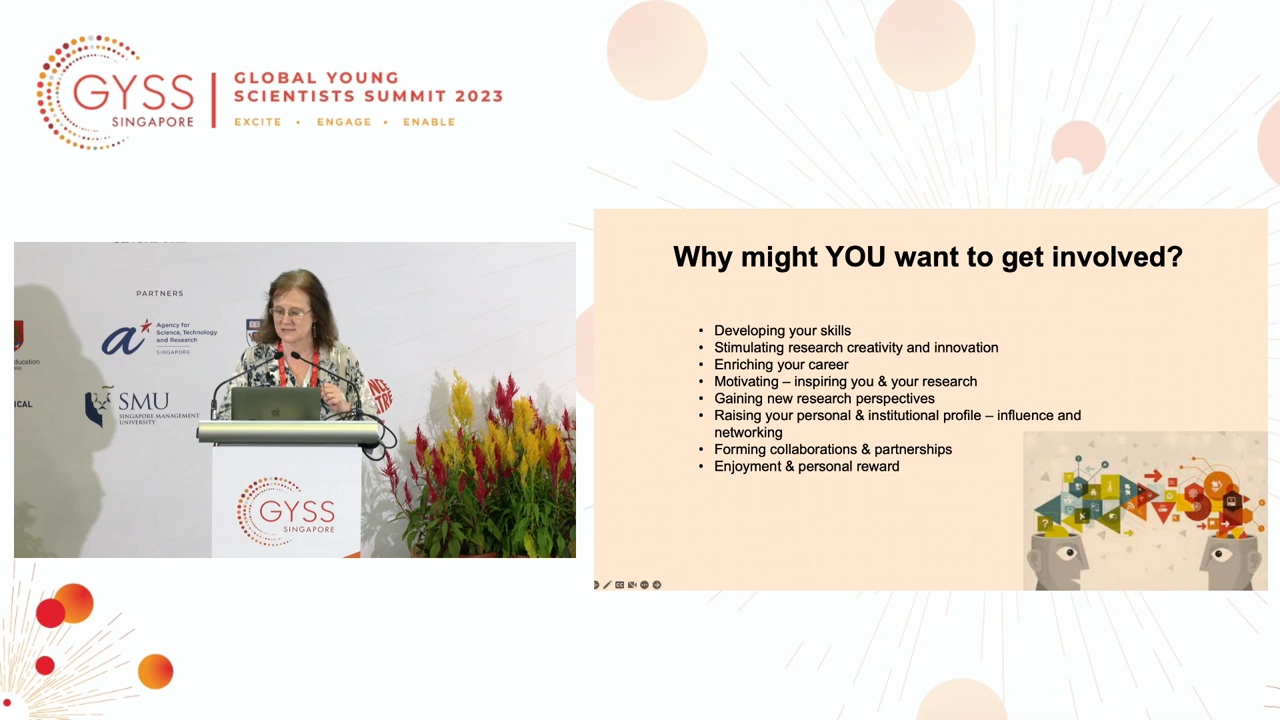 GYSS
SINGAPORE
GLOBAL YOUNG
SCIENTISTS SUMMIT 2023
EXCITE • ENGAGE • ENABLE
PARTNERS
Agency for
Science, Technology
and Research
SINGAPORE
SMU
SINGAPORE MANAGEMENT
UNIVERSITY
GYSS
SINGAPORE
Why might YOU want to get involved?
• Developing your skills
• Stimulating research creativity and innovation
• Enriching your career
• Motivating – inspiring you & your research
• Gaining new research perspectives
• Raising your personal & institutional profile – influence and
networking
• Forming collaborations & partnerships
• Enjoyment & personal reward